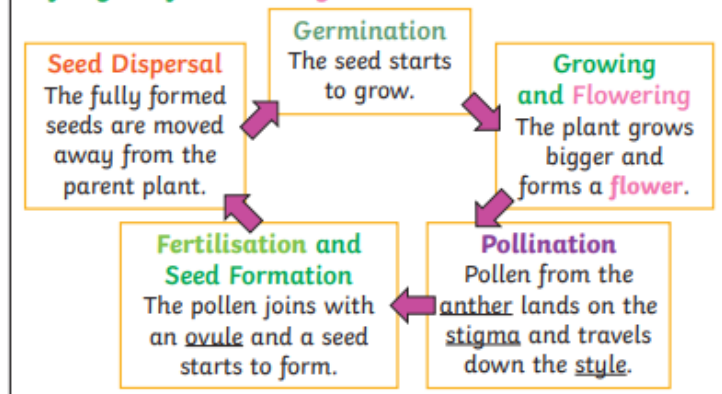 Germination
The seed starts
to grow.
Growing
and Flowering
The plant grows
bigger and
forms a flower.
Pollination
Pollen from the
anther lands on the
stigma and travels
down the style.
Fertilisation and
Seed Formation
The pollen joins with
an ovule and a seed
starts to form.
Seed Dispersal
The fully formed
seeds are moved
away from the
parent plant.